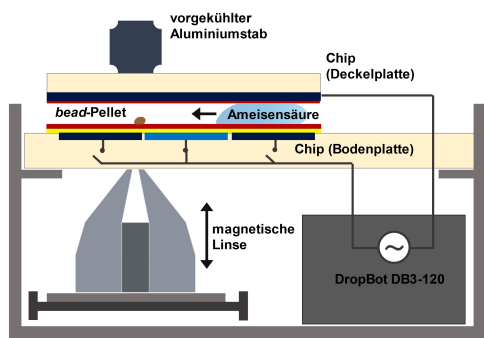 vorgekühlter
Aluminiumstab
Chip
(Deckelplatte)
bead-Pellet
Ameisensäure
Chip (Bodenplatte)
magnetische
Linse
DropBot DB3-120